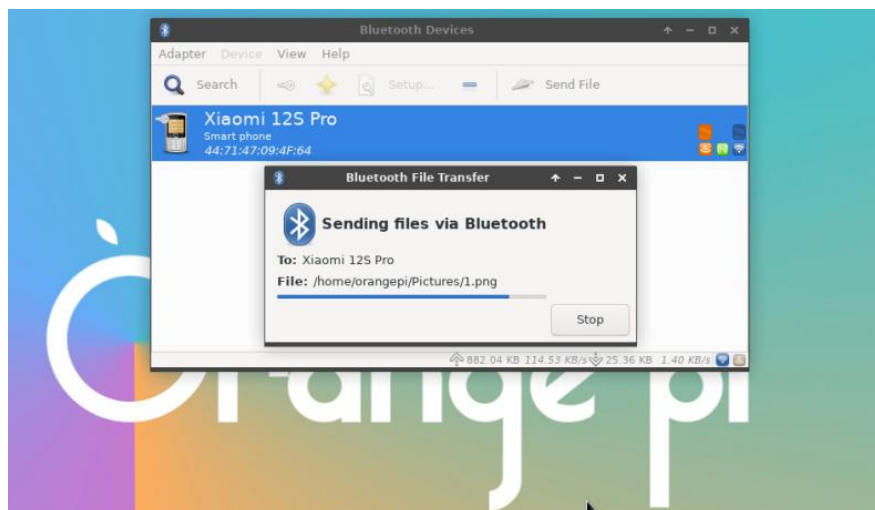 Bluetooth Devices
Adapter Device View Help
Search Setup... Send File
Xiaomi 12S Pro
Smart phone
44:71:47:09:4F:64
Bluetooth File Transfer
Sending files via Bluetooth
To: Xiaomi 12S Pro
File: /home/orangepi/Pictures/1.png
Stop
882.04 KB 114.53 KB/s 25.36 KB 1.40 KB/s
Orange pi